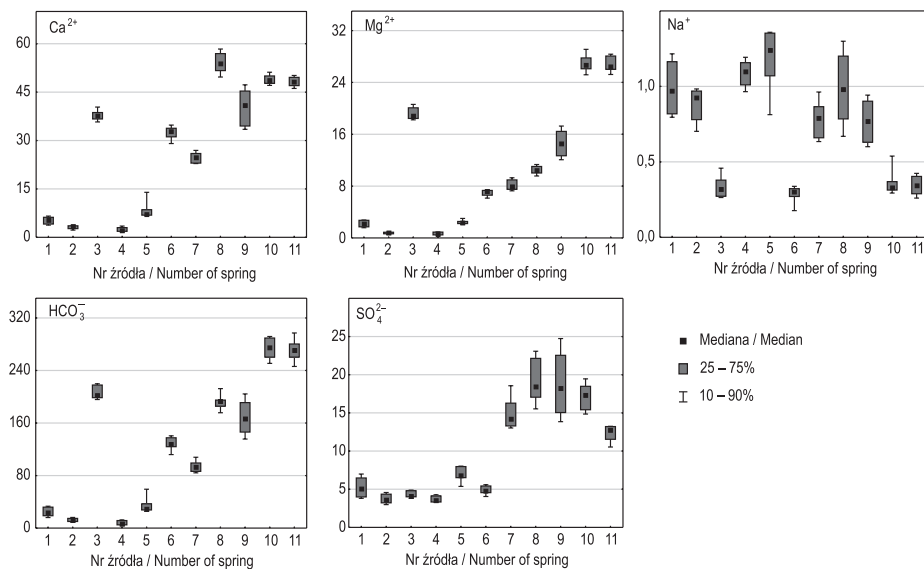 Ca2+
60
45
30
15
0
1 2 3 4 5 6 7 8 9 10 11
Nr źródła / Number of spring
Mg2+
32
24
16
8
0
1 2 3 4 5 6 7 8 9 10 11
Nr źródła / Number of spring
Na+
1,0
0,5
0,0
1 2 3 4 5 6 7 8 9 10 11
Nr źródła / Number of spring
HCO3−
320
240
160
80
0
1 2 3 4 5 6 7 8 9 10 11
Nr źródła / Number of spring
SO42−
25
20
15
10
5
0
1 2 3 4 5 6 7 8 9 10 11
Nr źródła / Number of spring
Mediana / Median
25 – 75%
10 – 90%